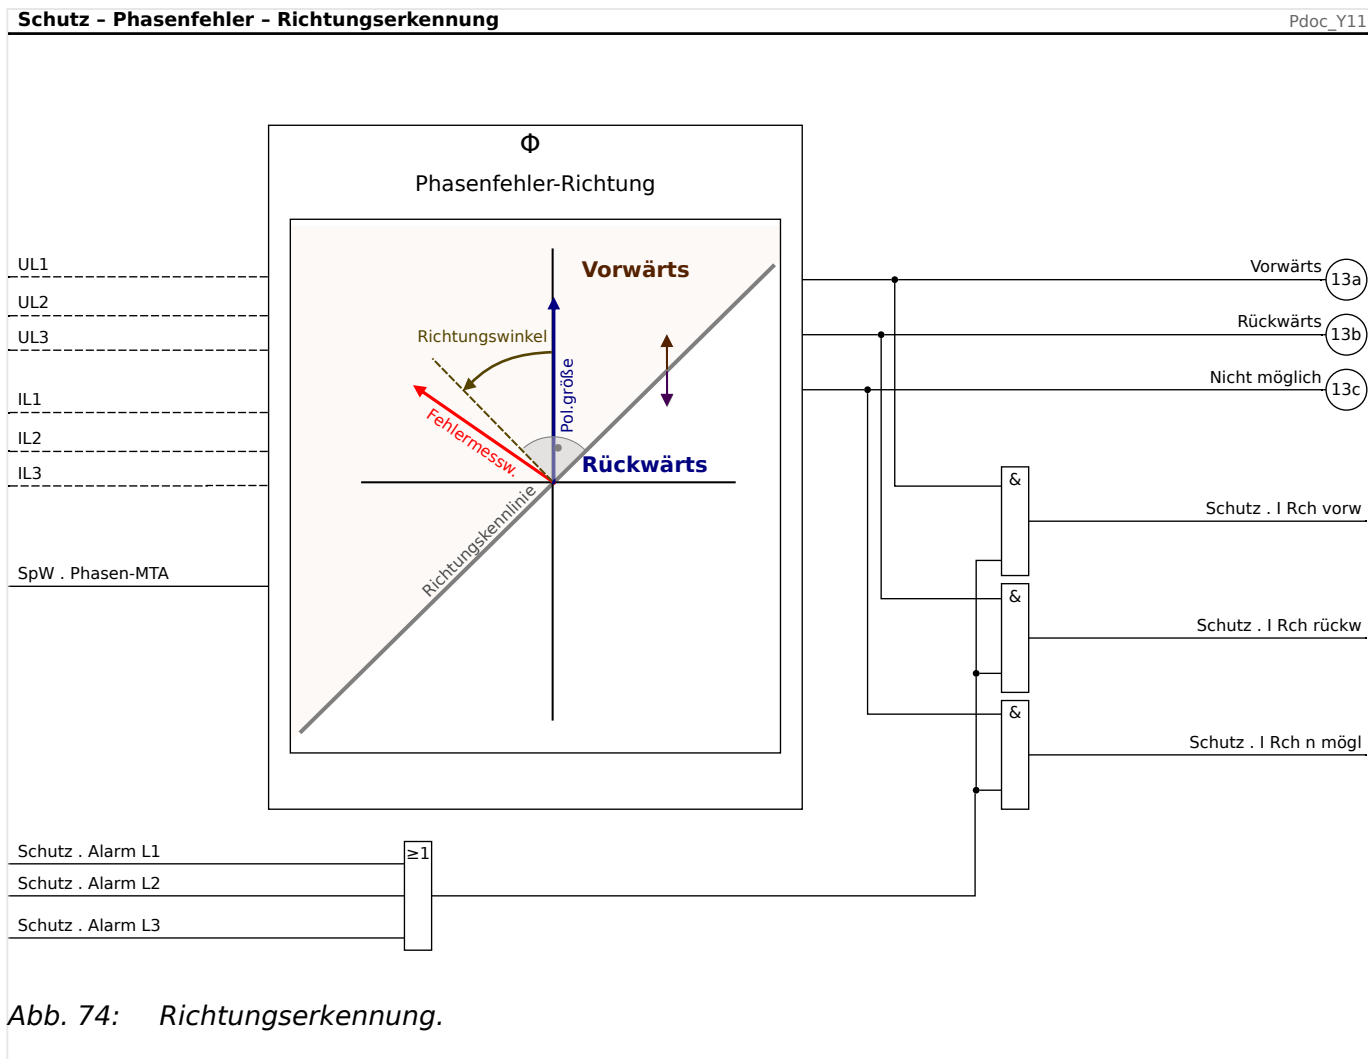 Schutz – Phasenfehler – Richtungserkennung
Pdoc_Y11
Φ
Phasenfehler-Richtung
UL1
UL2
UL3
IL1
IL2
IL3
SpW . Phasen-MTA
Vorwärts
Richtungswinkel
Pol.größe
Fehlermessw.
Rückwärts
Richtungskennlinie
Vorwärts
13a
Rückwärts
13b
Nicht möglich
13c
&
Schutz . I Rch vorw
&
Schutz . I Rch rückw
&
Schutz . I Rch n mögl
Schutz . Alarm L1
≥1
Schutz . Alarm L2
Schutz . Alarm L3
Abb. 74: Richtungserkennung.